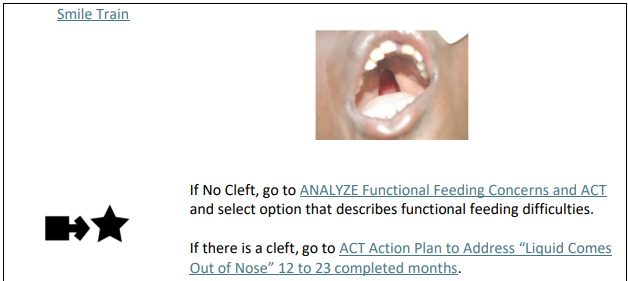 Smile Train
If No Cleft, go to ANALYZE Functional Feeding Concerns and ACT
and select option that describes functional feeding difficulties.
If there is a cleft, go to ACT Action Plan to Address “Liquid Comes
Out of Nose” 12 to 23 completed months.